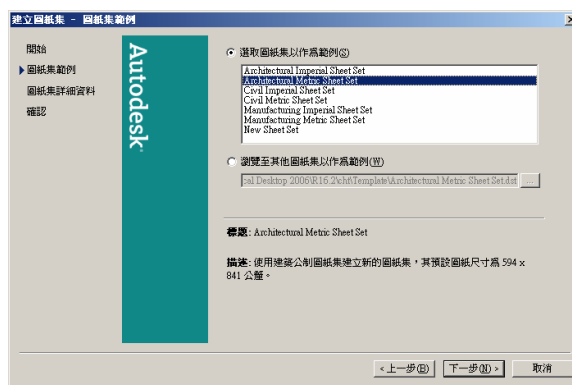 建立圖紙集 - 圖紙集範例
開始
圖紙集範例
圖紙集詳細資料
確認
Autodesk
選取圖紙集以作為範例(S)
Architectural Imperial Sheet Set
Architectural Metric Sheet Set
Civil Imperial Sheet Set
Civil Metric Sheet Set
Manufacturing Imperial Sheet Set
Manufacturing Metric Sheet Set
New Sheet Set
瀏覽至其他圖紙集以作為範例(W)
cal Desktop 2006\R16.2\cht\Template\Architectural Metric Sheet Set.dst ...
標題: Architectural Metric Sheet Set
描述: 使用建築公制圖紙集建立新的圖紙集,其預設圖紙尺寸為 594 x
841 公釐。
<上一步(B) 下一步(N)> 取消